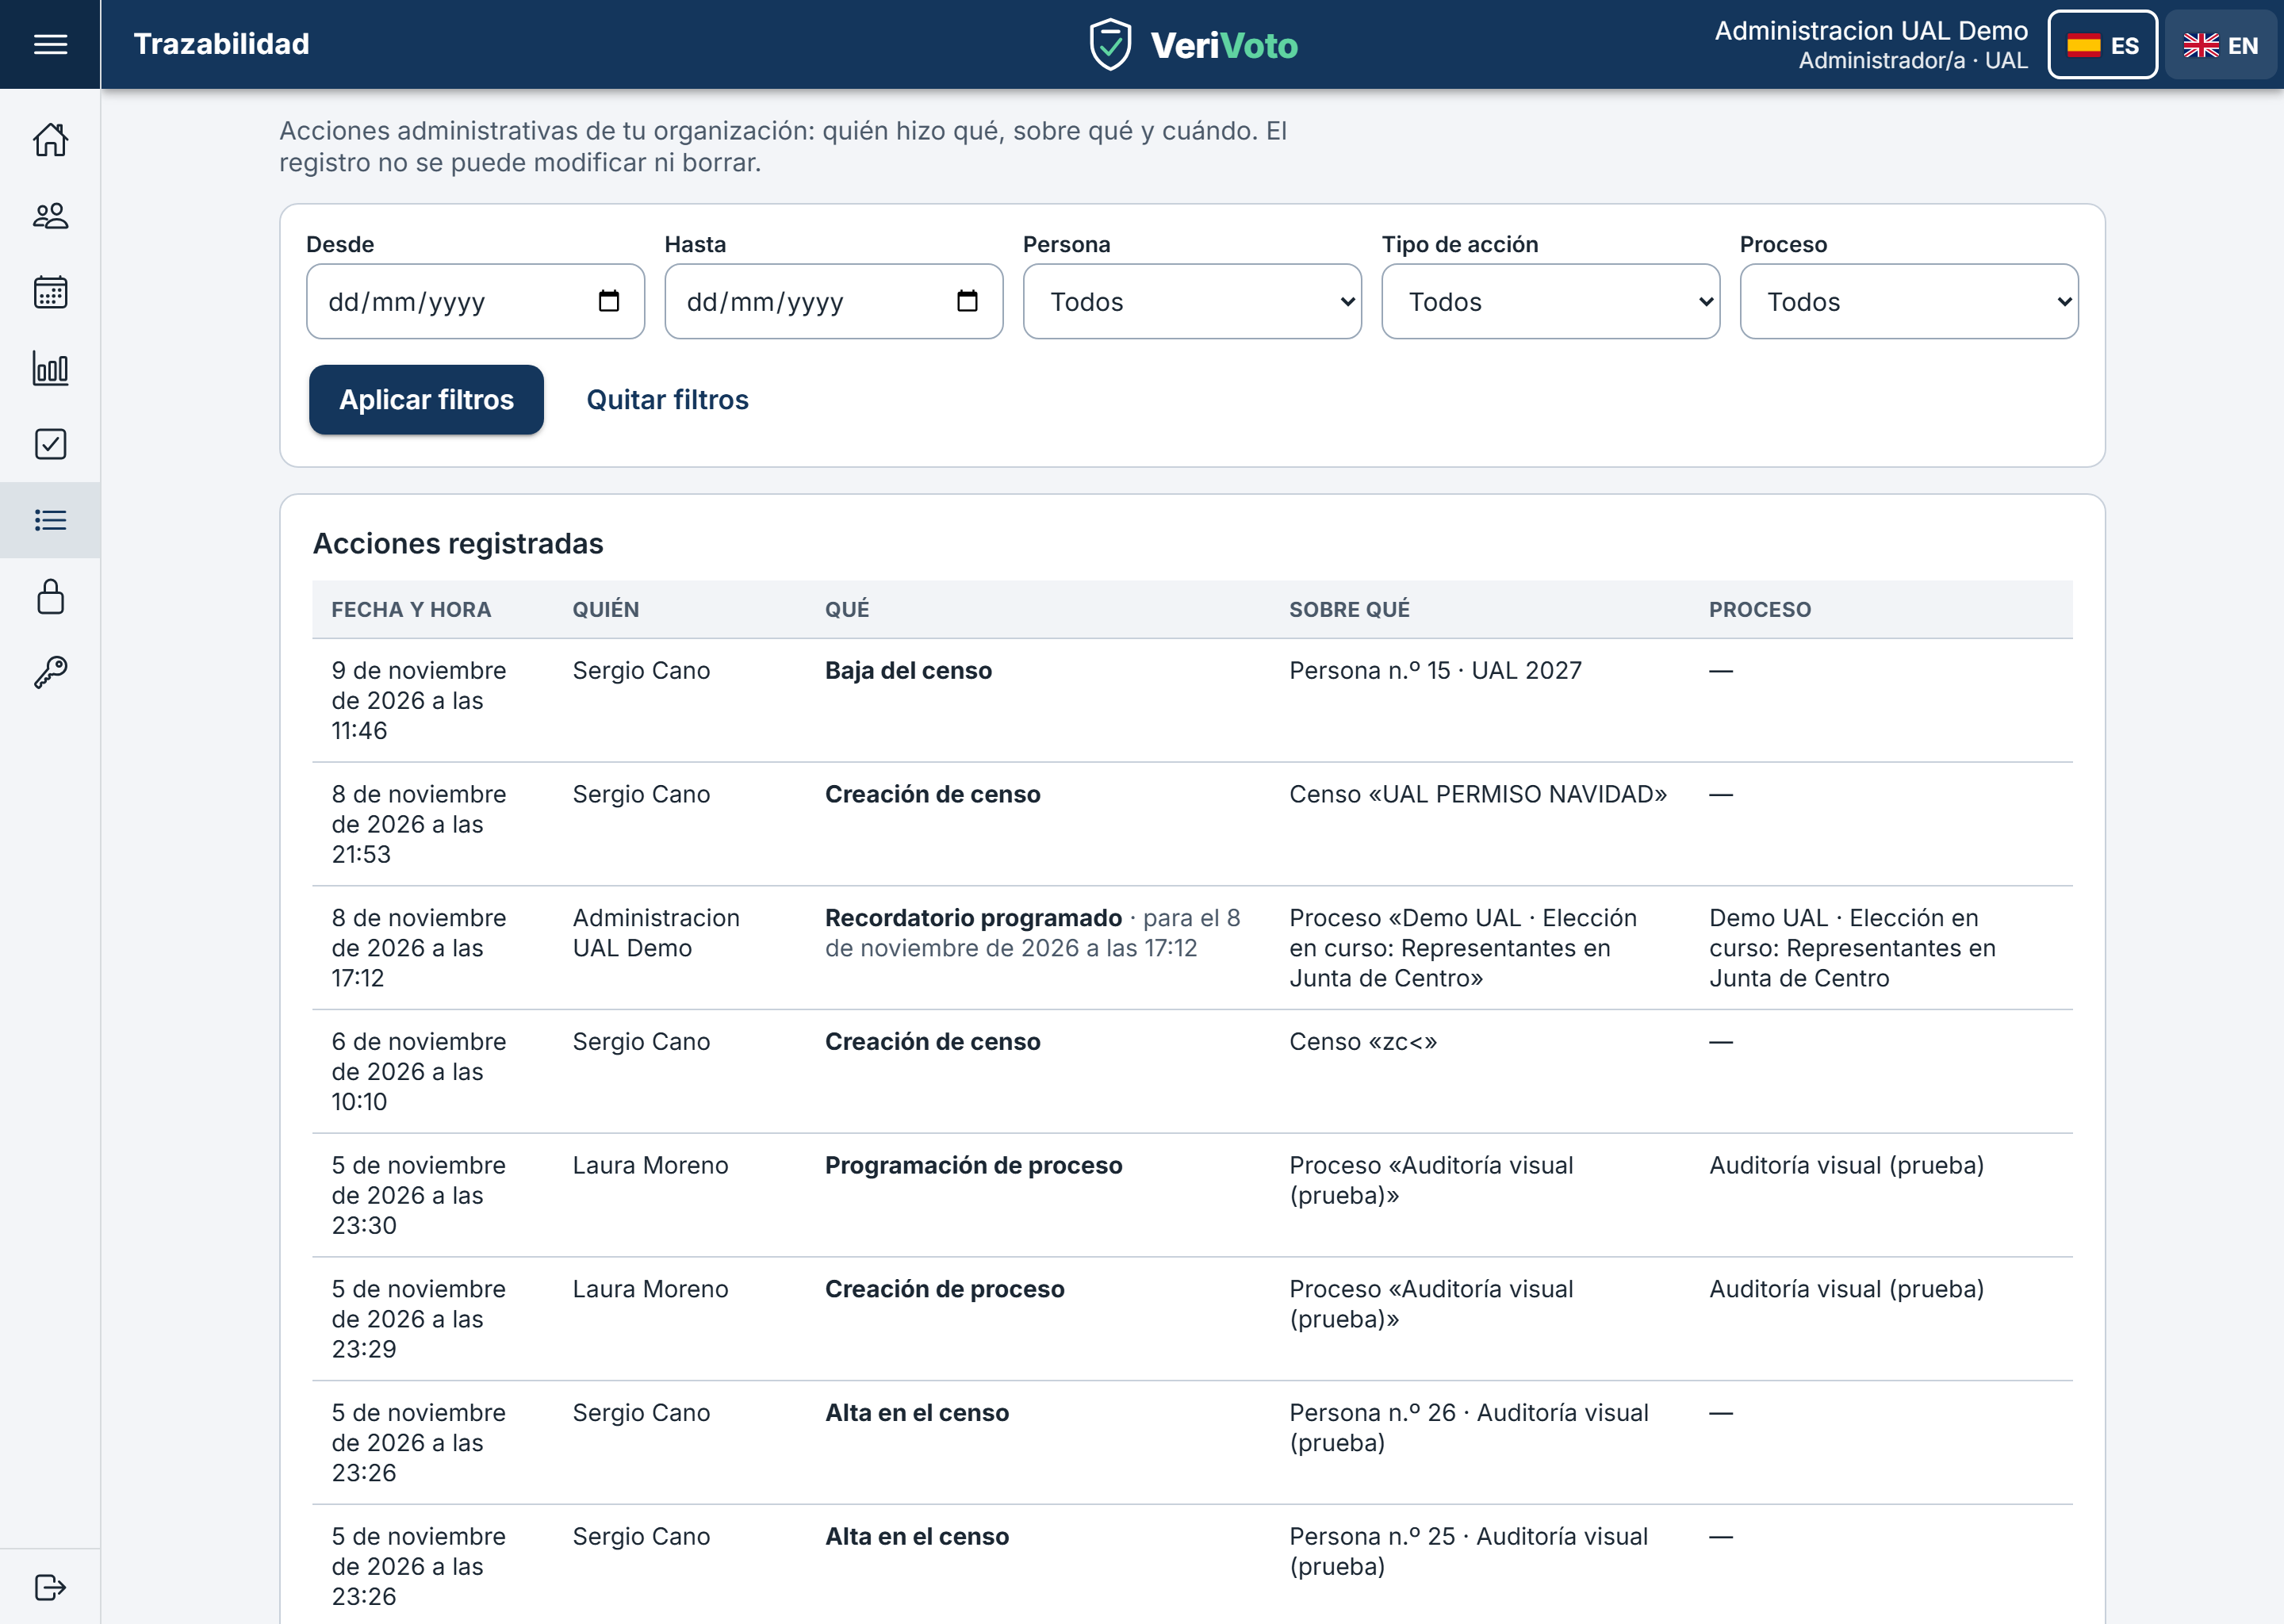 Trazabilidad
VeriVoto
Administracion UAL Demo
Administrador/a · UAL
ES
EN
Acciones administrativas de tu organización: quién hizo qué, sobre qué y cuándo. El
registro no se puede modificar ni borrar.
Desde
Hasta
Persona
Tipo de acción
Proceso
dd/mm/yyyy
dd/mm/yyyy
Todos
Todos
Todos
Aplicar filtros
Quitar filtros
Acciones registradas
FECHA Y HORA
QUIÉN
QUÉ
SOBRE QUÉ
PROCESO
9 de noviembre
de 2026 a las
11:46
Sergio Cano
Baja del censo
Persona n.º 15 · UAL 2027
—
8 de noviembre
de 2026 a las
21:53
Sergio Cano
Creación de censo
Censo «UAL PERMISO NAVIDAD»
—
8 de noviembre
de 2026 a las
17:12
Administracion
UAL Demo
Recordatorio programado · para el 8
de noviembre de 2026 a las 17:12
Proceso «Demo UAL · Elección
en curso: Representantes en
Junta de Centro»
Demo UAL · Elección en
curso: Representantes en
Junta de Centro
6 de noviembre
de 2026 a las
10:10
Sergio Cano
Creación de censo
Censo «zc<»
—
5 de noviembre
de 2026 a las
23:30
Laura Moreno
Programación de proceso
Proceso «Auditoría visual
(prueba)»
Auditoría visual (prueba)
5 de noviembre
de 2026 a las
23:29
Laura Moreno
Creación de proceso
Proceso «Auditoría visual
(prueba)»
Auditoría visual (prueba)
5 de noviembre
de 2026 a las
23:26
Sergio Cano
Alta en el censo
Persona n.º 26 · Auditoría visual
(prueba)
—
5 de noviembre
de 2026 a las
23:26
Sergio Cano
Alta en el censo
Persona n.º 25 · Auditoría visual
(prueba)
—